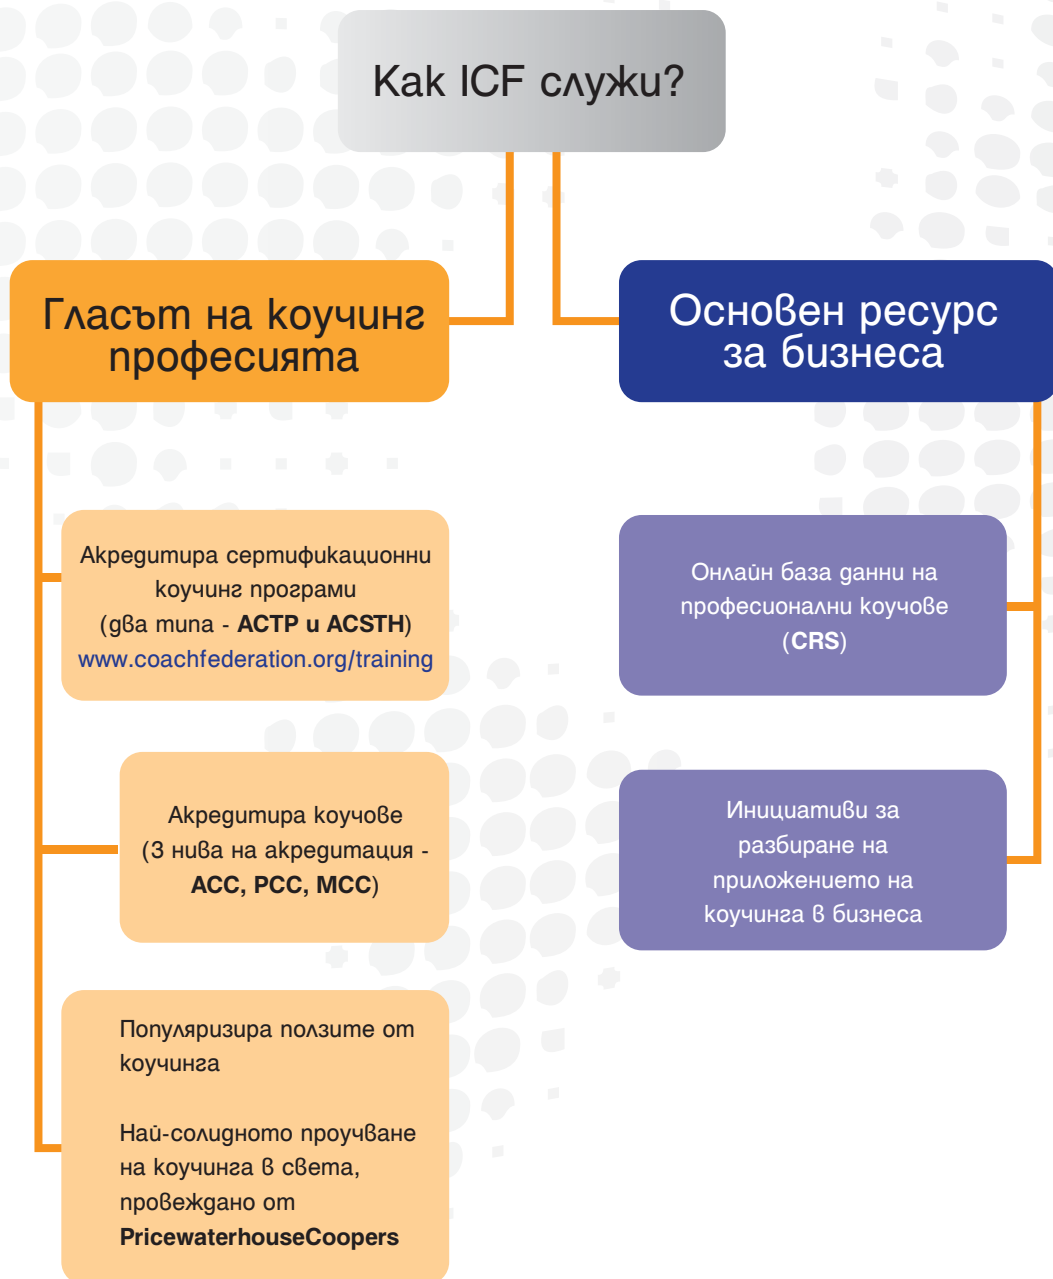 Как ICF служи?
Гласът на коучинг
професията
Основен ресурс
за бизнеса
Акредитира сертификационни
коучинг програми
(два типа - ACTP и ACSTH)
www.coachfederation.org/training
Онлайн база данни на
професионални коучове
(CRS)
Акредитира коучове
(3 нива на акредитация -
ACC, PCC, MCC)
Инициативи за
разбиране на
приложението на
коучинга в бизнеса
Популяризира ползите от
коучинга
Най-солидното проучване
на коучинга в света,
провеждано от
PricewaterhouseCoopers